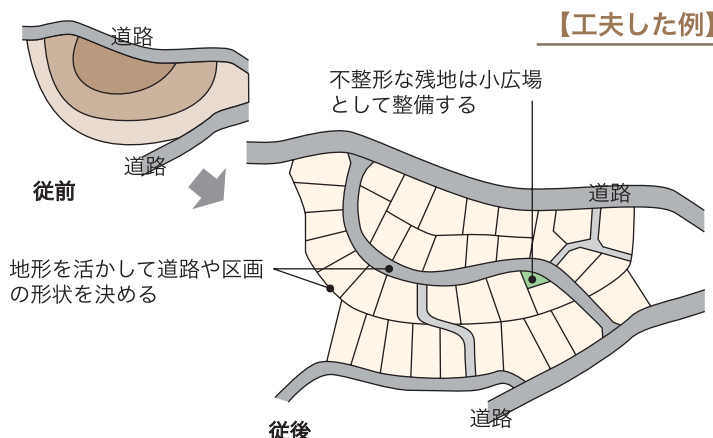 【工夫した例】
道路
不整形な残地は小広場
として整備する
道路
従前
道路
地形を活かして道路や区画
の形状を決める
道路
従後